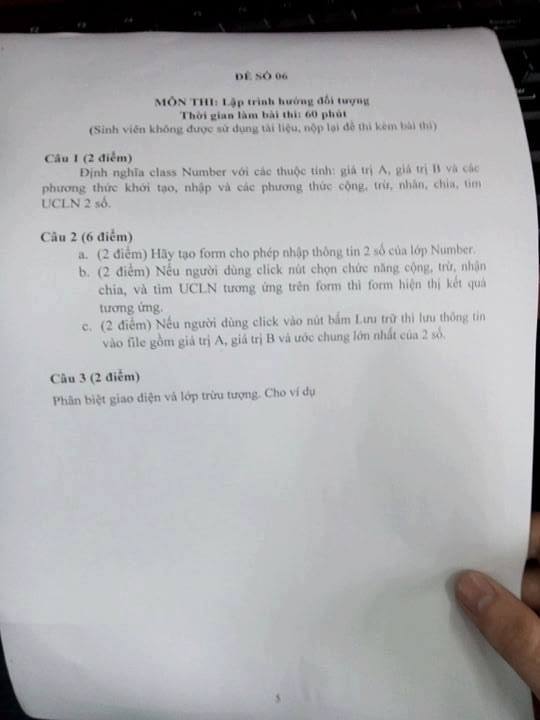 ĐỀ SỐ 06
MÔN THI: Lập trình hướng đối tượng
Thời gian làm bài thi: 60 phút
(Sinh viên không được sử dụng tài liệu, nộp lại đề thi kèm bài thi)
Câu 1 (2 điểm)
Định nghĩa class Number với các thuộc tính: giá trị A, giá trị B và các
phương thức khởi tạo, nhập và các phương thức cộng, trừ, nhân, chia, tìm
UCLN 2 số.
Câu 2 (6 điểm)
a. (2 điểm) Hãy tạo form cho phép nhập thông tin 2 số của lớp Number.
b. (2 điểm) Nếu người dùng click nút chọn chức năng cộng, trừ, nhận
chia, và tìm UCLN tương ứng trên form thì form hiện thị kết quả
tương ứng.
c. (2 điểm) Nếu người dùng click vào nút bấm Lưu trữ thì lưu thông tin
vào file gồm giá trị A, giá trị B và ước chung lớn nhất của 2 số.
Câu 3 (2 điểm)
Phân biệt giao diện và lớp trừu tượng. Cho ví dụ
5